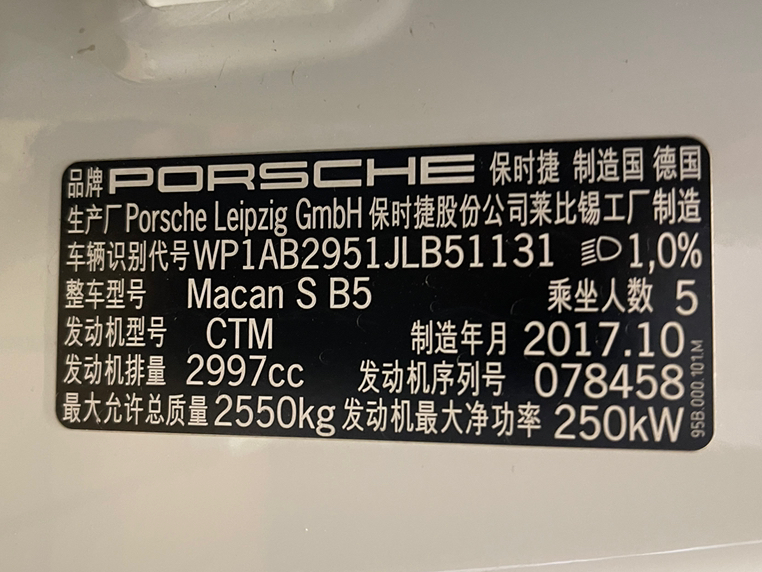 品牌 PORSCHE 保时捷 制造国 德国
生产厂 Porsche Leipzig GmbH 保时捷股份公司莱比锡工厂制造
车辆识别代号 WP1AB2951JLB51131 1,0%
整车型号 Macan S B5 乘坐人数 5
发动机型号 CTM 制造年月 2017.10
发动机排量 2997cc 发动机序列号 078458
最大允许总质量 2550kg 发动机最大净功率 250kW
95B.000.101.M